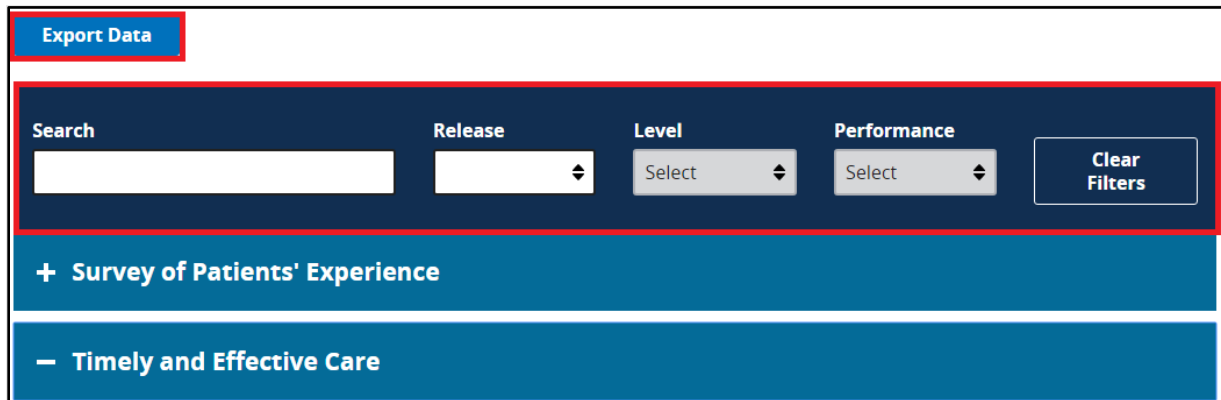 Export Data
Search
Release
Level
Performance
Select
Select
Clear
Filters
+ Survey of Patients' Experience
− Timely and Effective Care